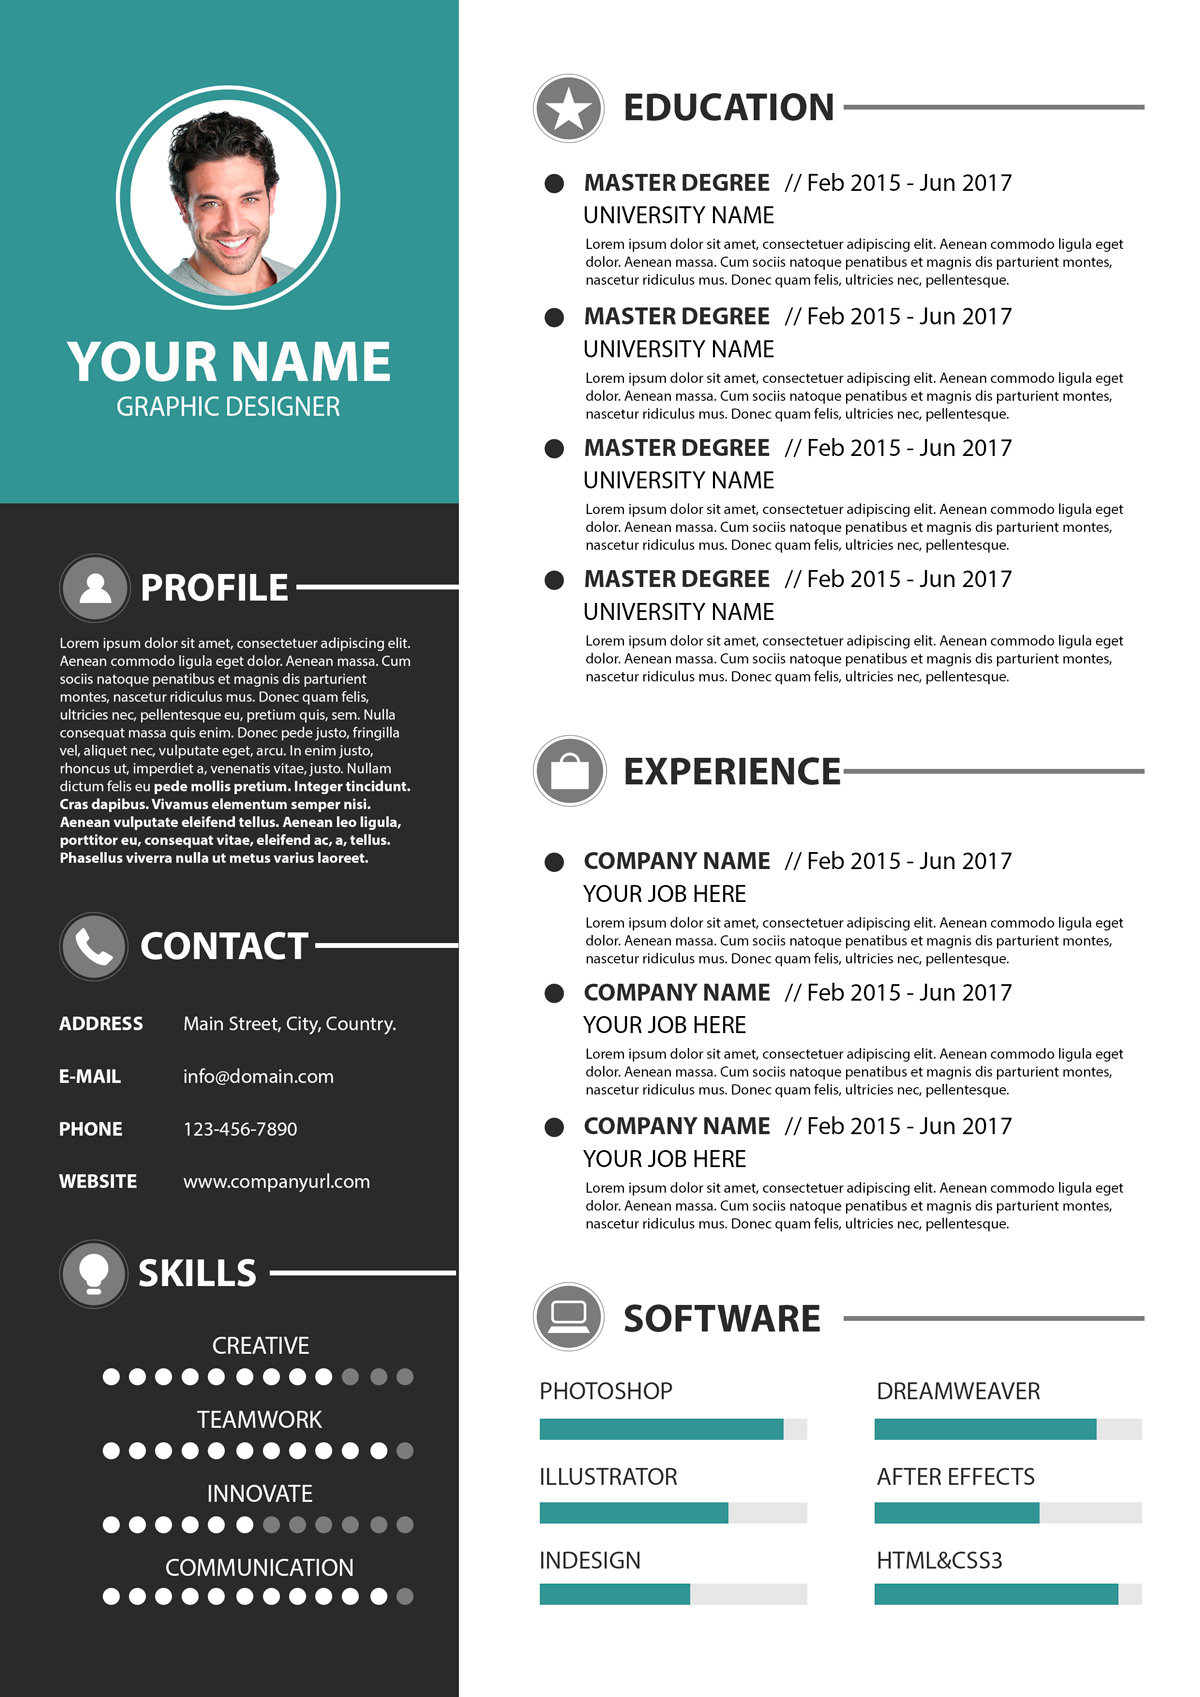 YOUR NAME
GRAPHIC DESIGNER
PROFILE
Lorem ipsum dolor sit amet, consectetuer adipiscing elit.
Aenean commodo ligula eget dolor. Aenean massa. Cum
sociis natoque penatibus et magnis dis parturient
montes, nascetur ridiculus mus. Donec quam felis,
ultricies nec, pellentesque eu, pretium quis, sem. Nulla
consequat massa quis enim. Donec pede justo, fringilla
vel, aliquet nec, vulputate eget, arcu. In enim justo,
rhoncus ut, imperdiet a, venenatis vitae, justo. Nullam
dictum felis eu pede mollis pretium. Integer tincidunt.
Cras dapibus. Vivamus elementum semper nisi.
Aenean vulputate eleifend tellus. Aenean leo ligula,
porttitor eu, consequat vitae, eleifend ac, a, tellus.
Phasellus viverra nulla ut metus varius laoreet.
CONTACT
ADDRESS Main Street, City, Country.
E-MAIL info@domain.com
PHONE 123-456-7890
WEBSITE www.companyurl.com
SKILLS
CREATIVE
TEAMWORK
INNOVATE
COMMUNICATION
EDUCATION
MASTER DEGREE // Feb 2015 - Jun 2017
UNIVERSITY NAME
Lorem ipsum dolor sit amet, consectetuer adipiscing elit. Aenean commodo ligula eget
dolor. Aenean massa. Cum sociis natoque penatibus et magnis dis parturient montes,
nascetur ridiculus mus. Donec quam felis, ultricies nec, pellentesque.
MASTER DEGREE // Feb 2015 - Jun 2017
UNIVERSITY NAME
Lorem ipsum dolor sit amet, consectetuer adipiscing elit. Aenean commodo ligula eget
dolor. Aenean massa. Cum sociis natoque penatibus et magnis dis parturient montes,
nascetur ridiculus mus. Donec quam felis, ultricies nec, pellentesque.
MASTER DEGREE // Feb 2015 - Jun 2017
UNIVERSITY NAME
Lorem ipsum dolor sit amet, consectetuer adipiscing elit. Aenean commodo ligula eget
dolor. Aenean massa. Cum sociis natoque penatibus et magnis dis parturient montes,
nascetur ridiculus mus. Donec quam felis, ultricies nec, pellentesque.
MASTER DEGREE // Feb 2015 - Jun 2017
UNIVERSITY NAME
Lorem ipsum dolor sit amet, consectetuer adipiscing elit. Aenean commodo ligula eget
dolor. Aenean massa. Cum sociis natoque penatibus et magnis dis parturient montes,
nascetur ridiculus mus. Donec quam felis, ultricies nec, pellentesque.
EXPERIENCE
COMPANY NAME // Feb 2015 - Jun 2017
YOUR JOB HERE
Lorem ipsum dolor sit amet, consectetuer adipiscing elit. Aenean commodo ligula eget
dolor. Aenean massa. Cum sociis natoque penatibus et magnis dis parturient montes,
nascetur ridiculus mus. Donec quam felis, ultricies nec, pellentesque.
COMPANY NAME // Feb 2015 - Jun 2017
YOUR JOB HERE
Lorem ipsum dolor sit amet, consectetuer adipiscing elit. Aenean commodo ligula eget
dolor. Aenean massa. Cum sociis natoque penatibus et magnis dis parturient montes,
nascetur ridiculus mus. Donec quam felis, ultricies nec, pellentesque.
COMPANY NAME // Feb 2015 - Jun 2017
YOUR JOB HERE
Lorem ipsum dolor sit amet, consectetuer adipiscing elit. Aenean commodo ligula eget
dolor. Aenean massa. Cum sociis natoque penatibus et magnis dis parturient montes,
nascetur ridiculus mus. Donec quam felis, ultricies nec, pellentesque.
SOFTWARE
PHOTOSHOP DREAMWEAVER
ILLUSTRATOR AFTER EFFECTS
INDESIGN HTML&CSS3